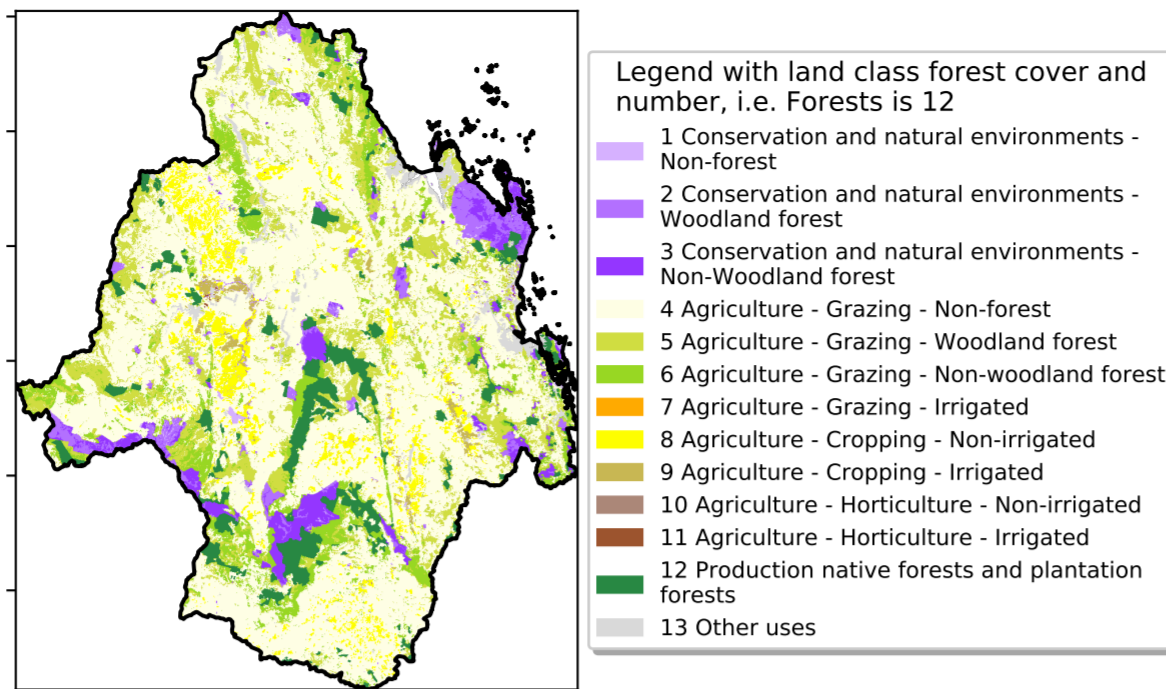 Legend with land class forest cover and
number, i.e. Forests is 12
1 Conservation and natural environments -
Non-forest
2 Conservation and natural environments -
Woodland forest
3 Conservation and natural environments -
Non-Woodland forest
4 Agriculture - Grazing - Non-forest
5 Agriculture - Grazing - Woodland forest
6 Agriculture - Grazing - Non-woodland forest
7 Agriculture - Grazing - Irrigated
8 Agriculture - Cropping - Non-irrigated
9 Agriculture - Cropping - Irrigated
10 Agriculture - Horticulture - Non-irrigated
11 Agriculture - Horticulture - Irrigated
12 Production native forests and plantation
forests
13 Other uses